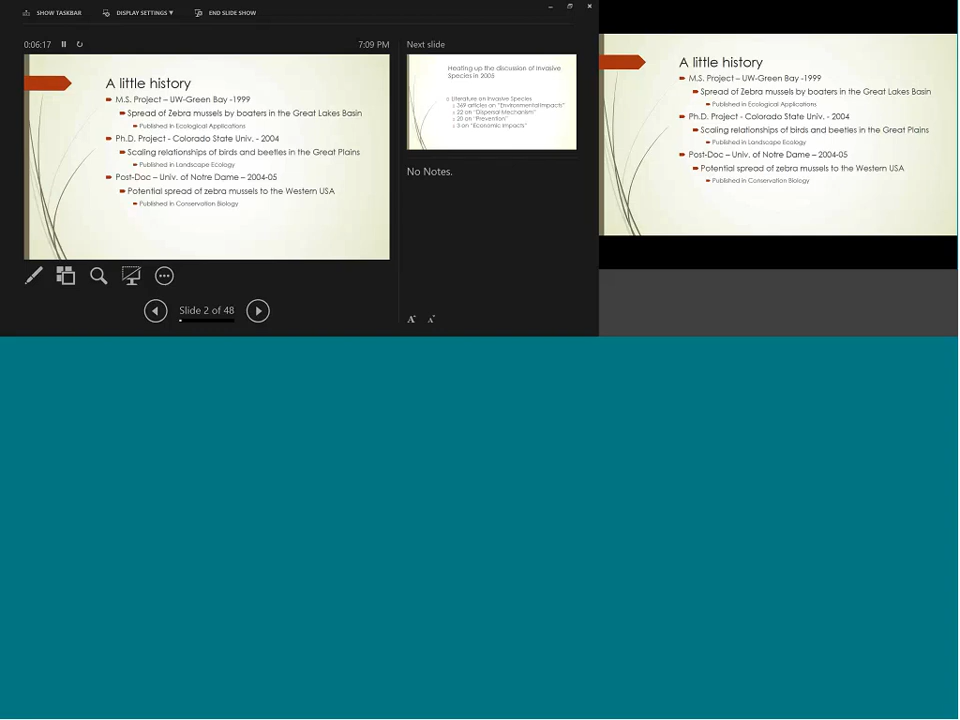 SHOW TASKBAR
DISPLAY SETTINGS
END SLIDE SHOW
0:06:17
7:09 PM
A little history
M.S. Project – UW-Green Bay -1999
Spread of Zebra mussels by boaters in the Great Lakes Basin
Published in Ecological Applications
Ph.D. Project - Colorado State Univ. - 2004
Scaling relationships of birds and beetles in the Great Plains
Published in Landscape Ecology
Post-Doc – Univ. of Notre Dame – 2004-05
Potential spread of zebra mussels to the Western USA
Published in Conservation Biology
Slide 2 of 48
Next slide
Heating up the discussion of Invasive
Species in 2005
Literature on Invasive Species
369 articles on "Environmental Impacts"
22 on "Dispersal Mechanism"
20 on "Prevention"
3 on "Economic Impacts"
No Notes.
A A
A little history
M.S. Project – UW-Green Bay -1999
Spread of Zebra mussels by boaters in the Great Lakes Basin
Published in Ecological Applications
Ph.D. Project - Colorado State Univ. - 2004
Scaling relationships of birds and beetles in the Great Plains
Published in Landscape Ecology
Post-Doc – Univ. of Notre Dame – 2004-05
Potential spread of zebra mussels to the Western USA
Published in Conservation Biology